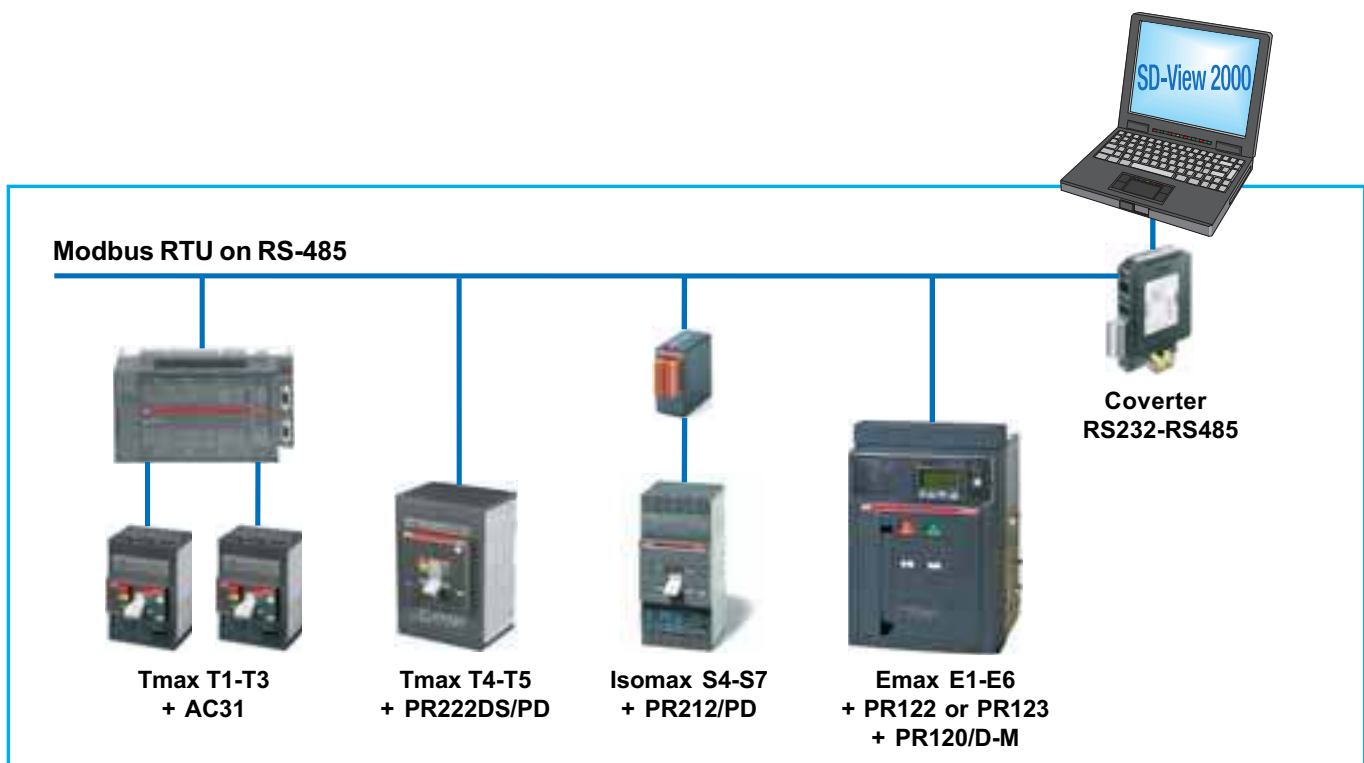 SD-View 2000
Modbus RTU on RS-485
Coverter
RS232-RS485
Tmax T1-T3
+ AC31
Tmax T4-T5
+ PR222DS/PD
Isomax S4-S7
+ PR212/PD
Emax E1-E6
+ PR122 or PR123
+ PR120/D-M